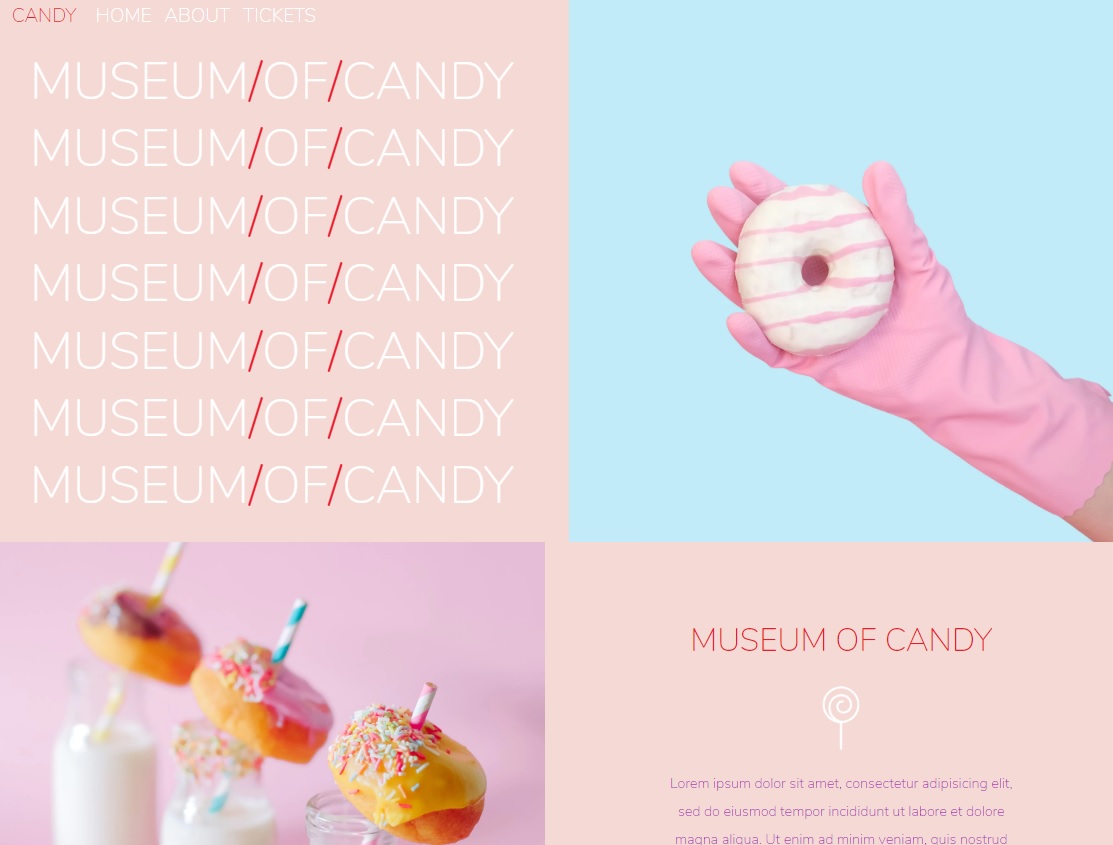 CANDY HOME ABOUT TICKETS
MUSEUM/OF/CANDY
MUSEUM/OF/CANDY
MUSEUM/OF/CANDY
MUSEUM/OF/CANDY
MUSEUM/OF/CANDY
MUSEUM/OF/CANDY
MUSEUM/OF/CANDY
MUSEUM OF CANDY
Lorem ipsum dolor sit amet, consectetur adipisicing elit,
sed do eiusmod tempor incididunt ut labore et dolore
magna aliqua. Ut enim ad minim veniam, quis nostrud